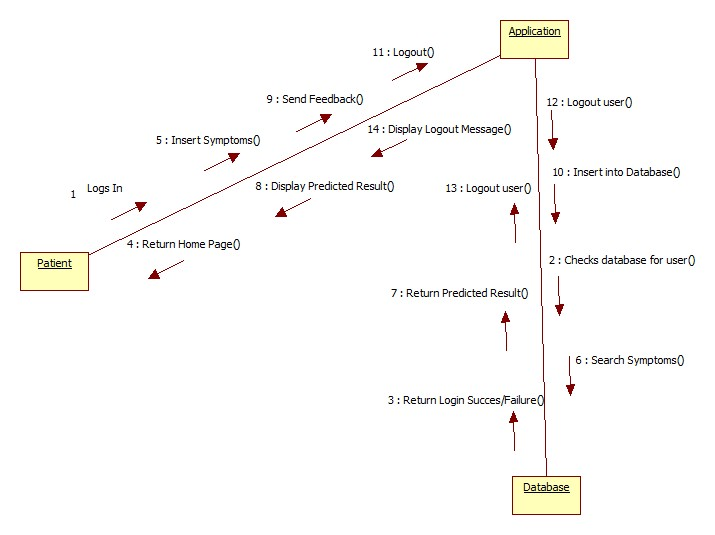 Application
11 : Logout()
9 : Send Feedback()
12 : Logout user()
14 : Display Logout Message()
5 : Insert Symptoms()
10 : Insert into Database()
8 : Display Predicted Result()
13 : Logout user()
1 Logs In
4 : Return Home Page()
Patient
2 : Checks database for user()
7 : Return Predicted Result()
6 : Search Symptoms()
3 : Return Login Succes/Failure()
Database